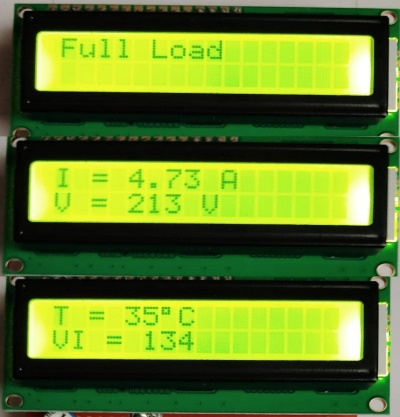 Full Load
I = 4.73 A
V = 213 V
T = 35°C
VI = 134